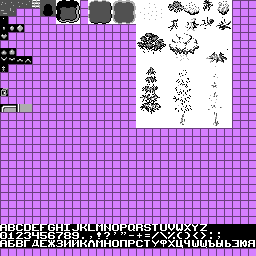 ABCDEFGHIJKLMNOPQRSTUVWXYZ
0123456789.,:!?'"-+=/\%()<>:;
АБВГДЕЖЗИЙКЛМНОПРСТУФХЦЧШЩЪЫЬЭЮЯ